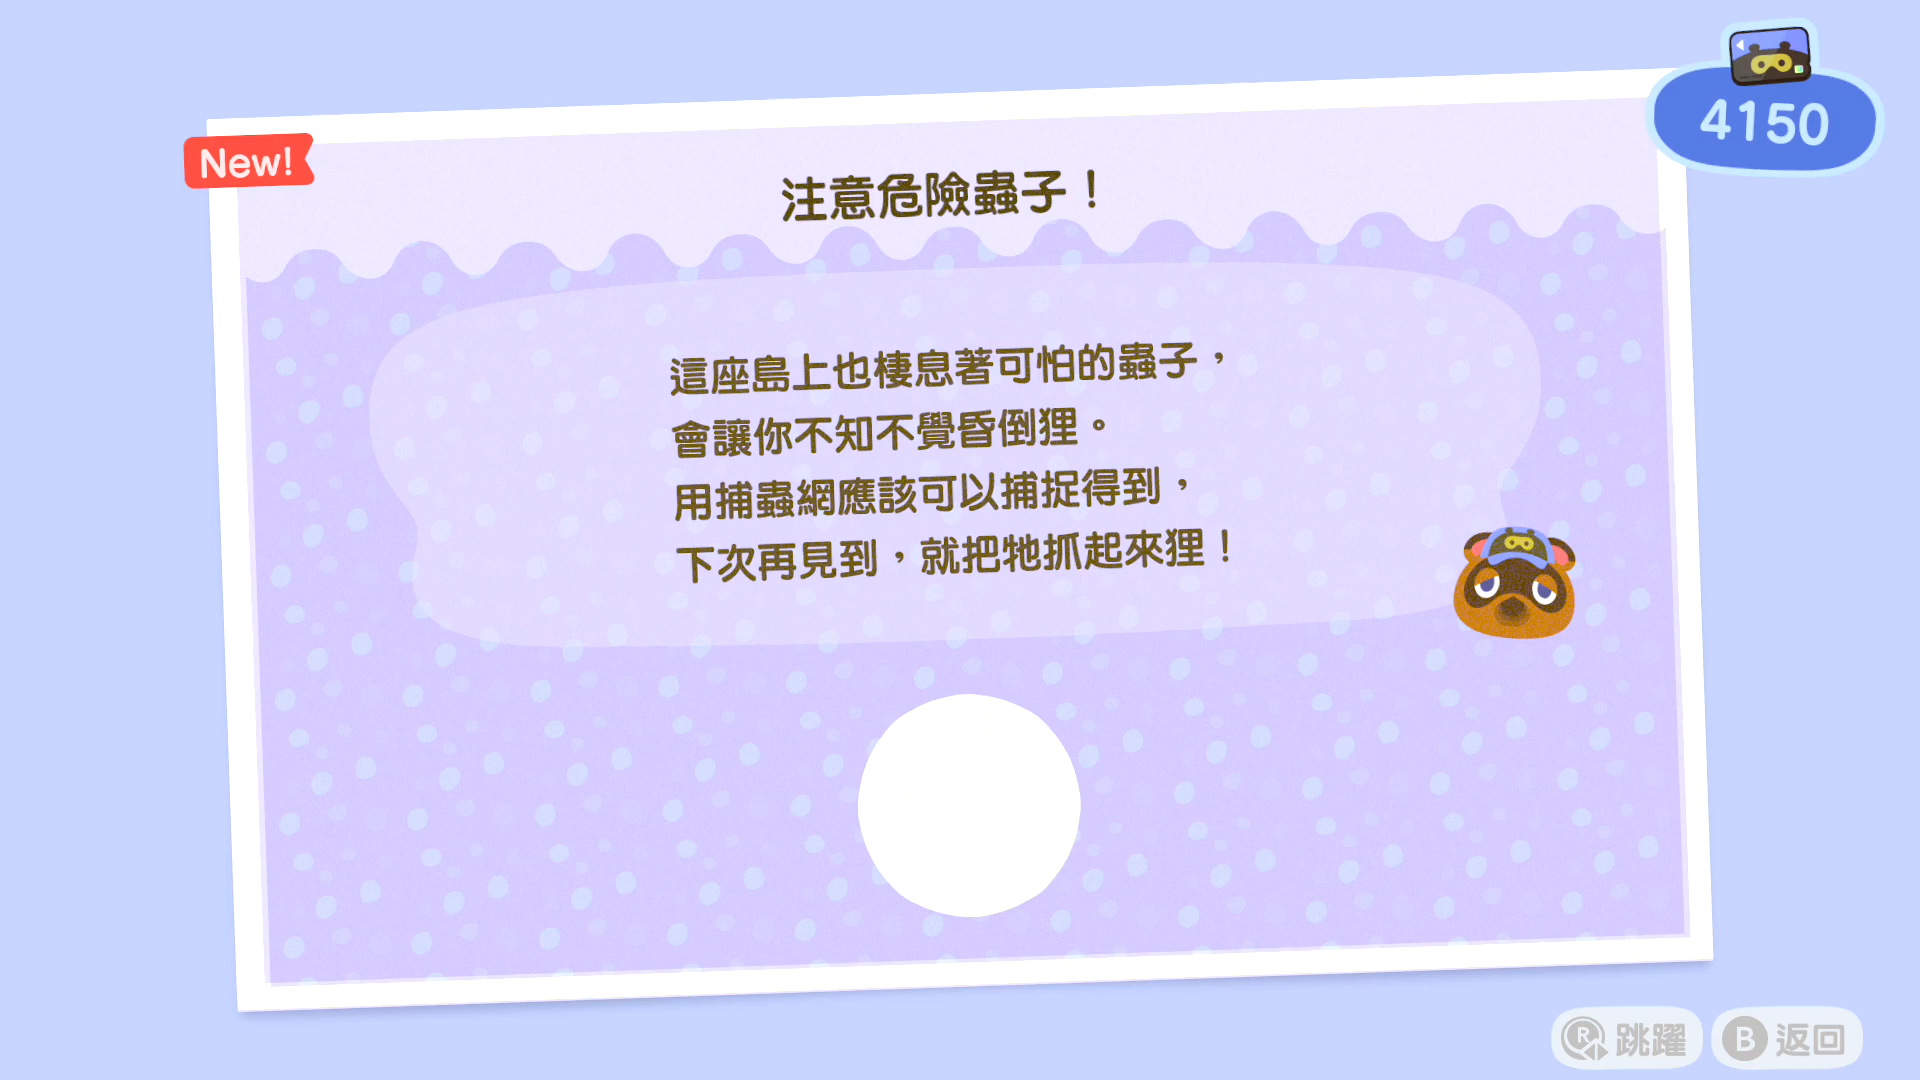 4150
New!
注意危險蟲子！
這座島上也棲息著可怕的蟲子，
會讓你不知不覺昏倒狸。
用捕蟲網應該可以捕捉得到，
下次再見到，就把牠抓起來狸！
R 跳躍
B 返回